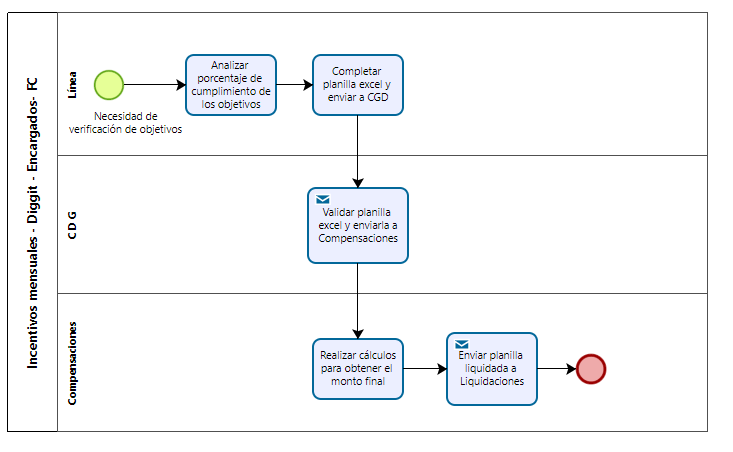 Incentivos mensuales - Diggit - Encargados- FC
Línea
Necesidad de
verificación de objetivos
Analizar
porcentaje de
cumplimiento de
los objetivos
Completar
planilla excel y
enviar a CGD
C D G
Validar planilla
excel y enviarla a
Compensaciones
Compensaciones
Realizar cálculos
para obtener el
monto final
Enviar planilla
liquidada a
Liquidaciones